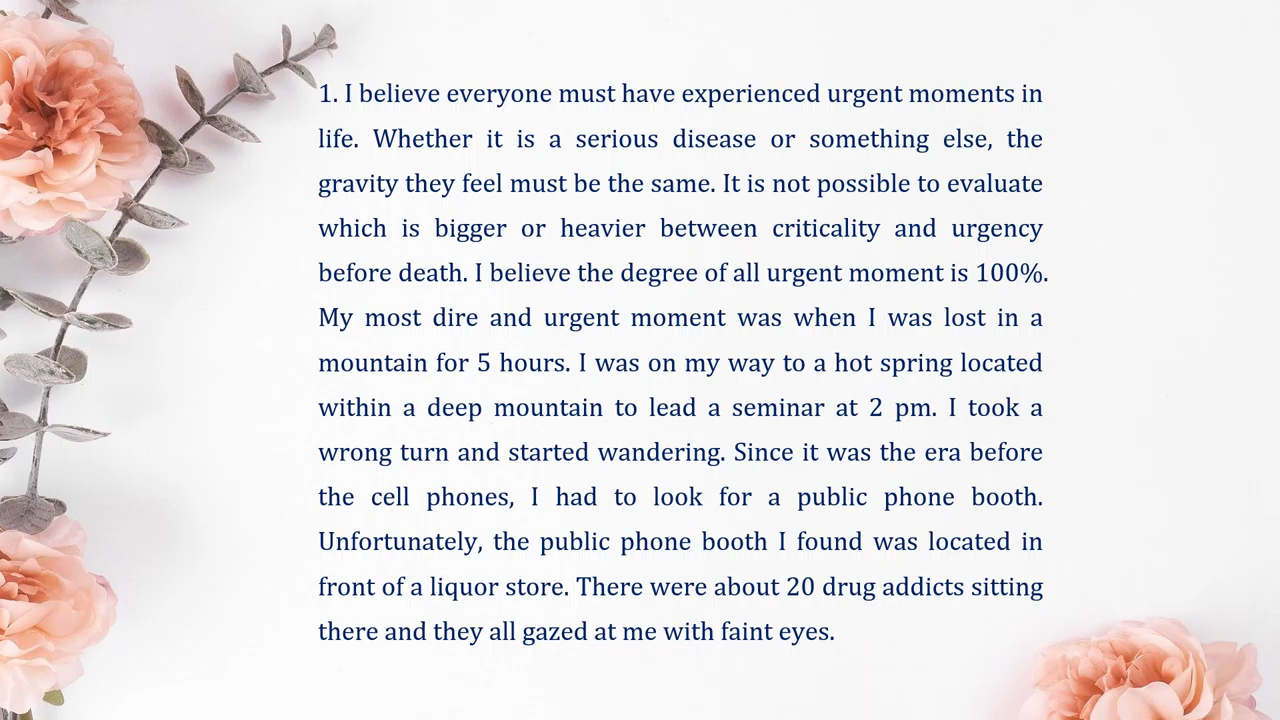 1. I believe everyone must have experienced urgent moments in
life. Whether it is a serious disease or something else, the
gravity they feel must be the same. It is not possible to evaluate
which is bigger or heavier between criticality and urgency
before death. I believe the degree of all urgent moment is 100%.
My most dire and urgent moment was when I was lost in a
mountain for 5 hours. I was on my way to a hot spring located
within a deep mountain to lead a seminar at 2 pm. I took a
wrong turn and started wandering. Since it was the era before
the cell phones, I had to look for a public phone booth.
Unfortunately, the public phone booth I found was located in
front of a liquor store. There were about 20 drug addicts sitting
there and they all gazed at me with faint eyes.